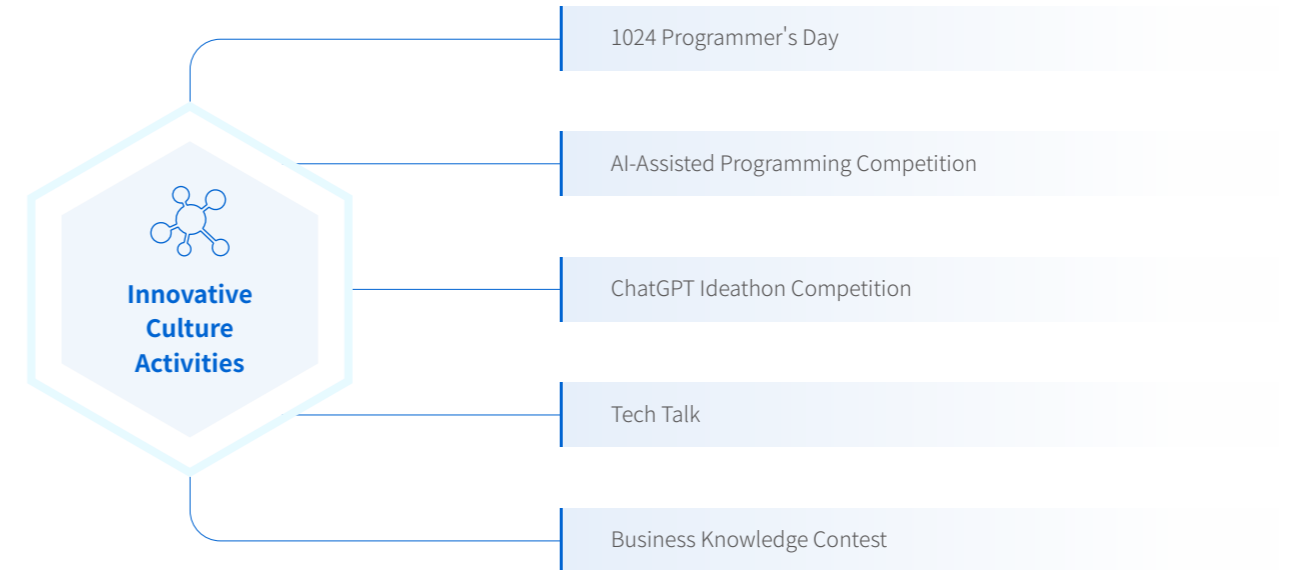 1024 Programmer's Day
AI-Assisted Programming Competition
Innovative
Culture
Activities
ChatGPT Ideathon Competition
Tech Talk
Business Knowledge Contest